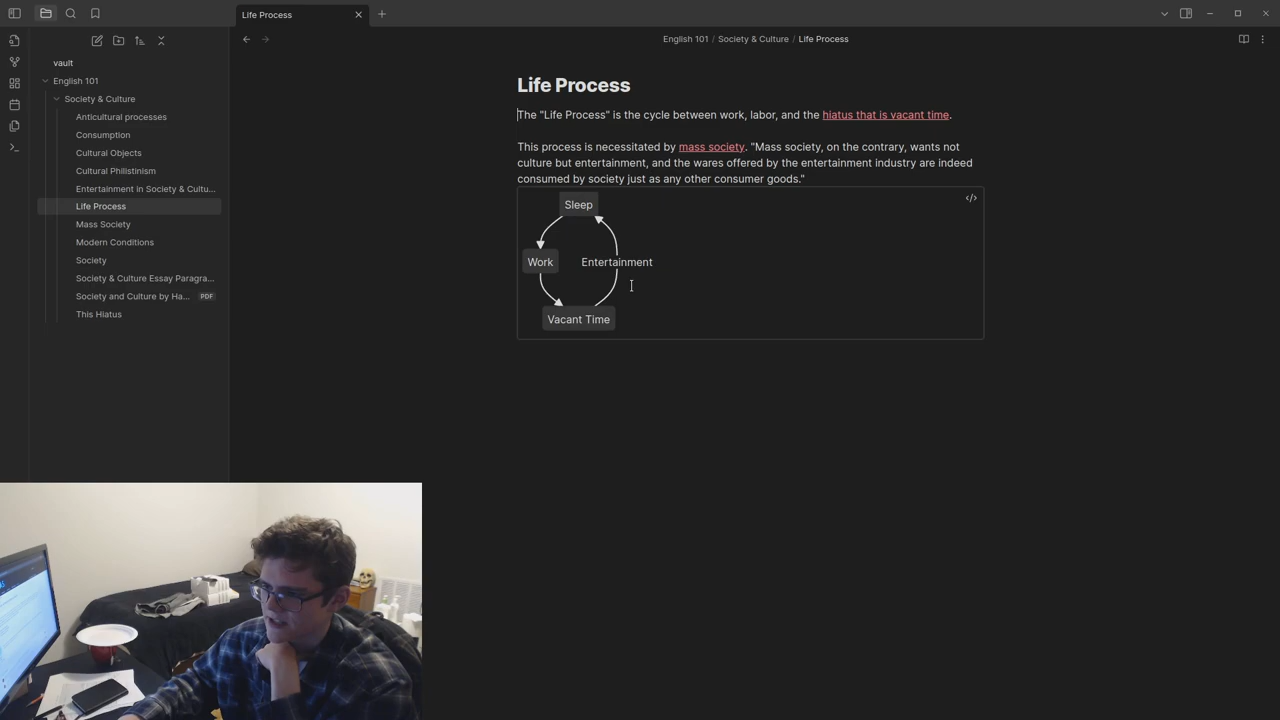 Life Process
English 101 / Society & Culture / Life Process
vault
English 101
Society & Culture
Anticultural processes
Consumption
Cultural Objects
Cultural Philistinism
Entertainment in Society & Cultu...
Life Process
Mass Society
Modern Conditions
Society
Society & Culture Essay Paragra...
Society and Culture by Ha... PDF
This Hiatus
Life Process
The "Life Process" is the cycle between work, labor, and the hiatus that is vacant time.
This process is necessitated by mass society. "Mass society, on the contrary, wants not
culture but entertainment, and the wares offered by the entertainment industry are indeed
consumed by society just as any other consumer goods."
Sleep
Work
Entertainment
Vacant Time